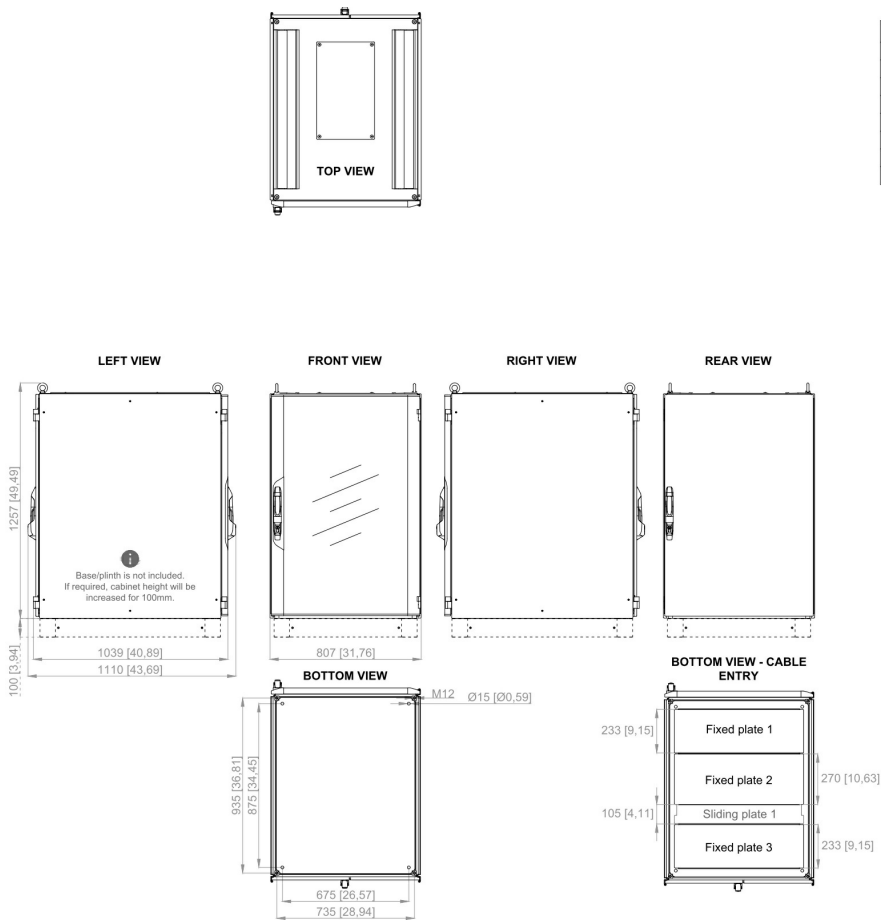 TOP VIEW
LEFT VIEW
FRONT VIEW
RIGHT VIEW
REAR VIEW
1257 [49,49]
100 [3,94]
i
Base/plinth is not included.
If required, cabinet height will be
increased for 100mm.
1039 [40,89]
1110 [43,69]
807 [31,76]
BOTTOM VIEW
M12
Ø15 [Ø0,59]
935 [36,81]
875 [34,45]
675 [26,57]
735 [28,94]
BOTTOM VIEW - CABLE
ENTRY
233 [9,15]
Fixed plate 1
Fixed plate 2
270 [10,63]
105 [4,11]
Sliding plate 1
Fixed plate 3
233 [9,15]